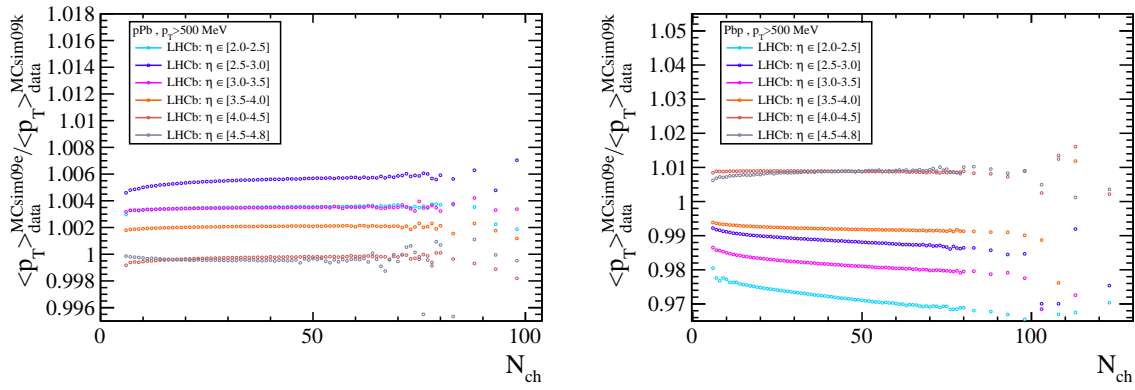 <p_T>^MCsim09e_data/<p_T>^MCsim09k_data
1.018
1.016
1.014
1.012
1.01
1.008
1.006
1.004
1.002
1
0.998
0.996
pPb , p_T>500 MeV
LHCb: η∈[2.0-2.5]
LHCb: η∈[2.5-3.0]
LHCb: η∈[3.0-3.5]
LHCb: η∈[3.5-4.0]
LHCb: η∈[4.0-4.5]
LHCb: η∈[4.5-4.8]
0 50 100
N_ch
<p_T>^MCsim09e_data/<p_T>^MCsim09k_data
1.05
1.04
1.03
1.02
1.01
1
0.99
0.98
0.97
Pbp , p_T>500 MeV
LHCb: η∈[2.0-2.5]
LHCb: η∈[2.5-3.0]
LHCb: η∈[3.0-3.5]
LHCb: η∈[3.5-4.0]
LHCb: η∈[4.0-4.5]
LHCb: η∈[4.5-4.8]
0 50 100
N_ch